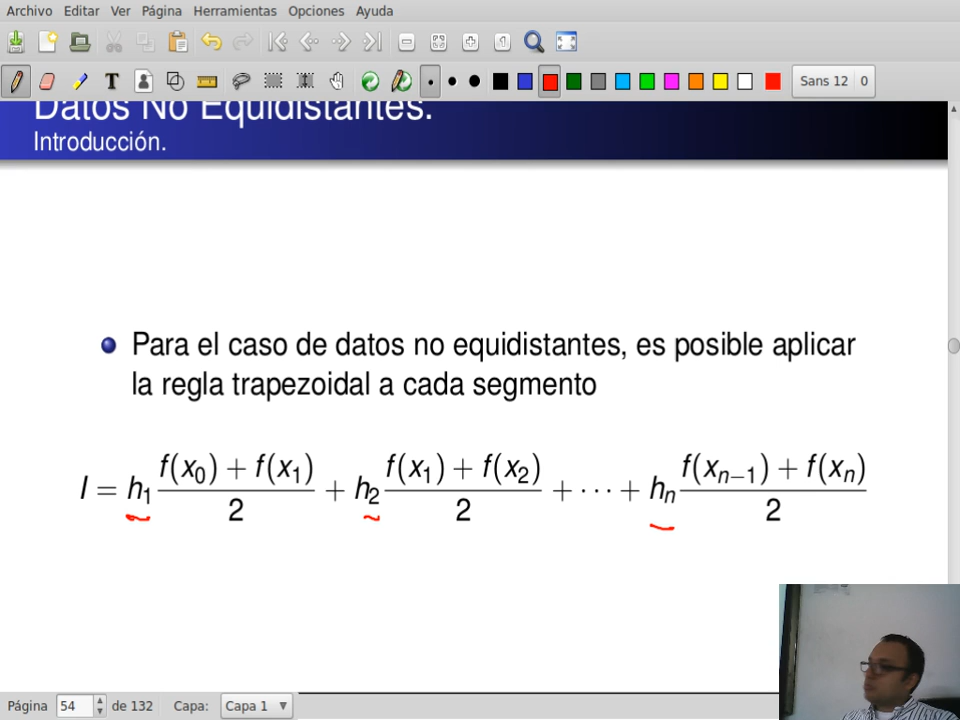 Archivo Editar Ver Página Herramientas Opciones Ayuda
Sans 12 0
Datos No Equidistantes.
Introducción.
Para el caso de datos no equidistantes, es posible aplicar
la regla trapezoidal a cada segmento
I = h₁ (f(x₀) + f(x₁))/2 + h₂ (f(x₁) + f(x₂))/2 + ⋯ + hₙ (f(xₙ₋₁) + f(xₙ))/2
Página 54 de 132 Capa: Capa 1